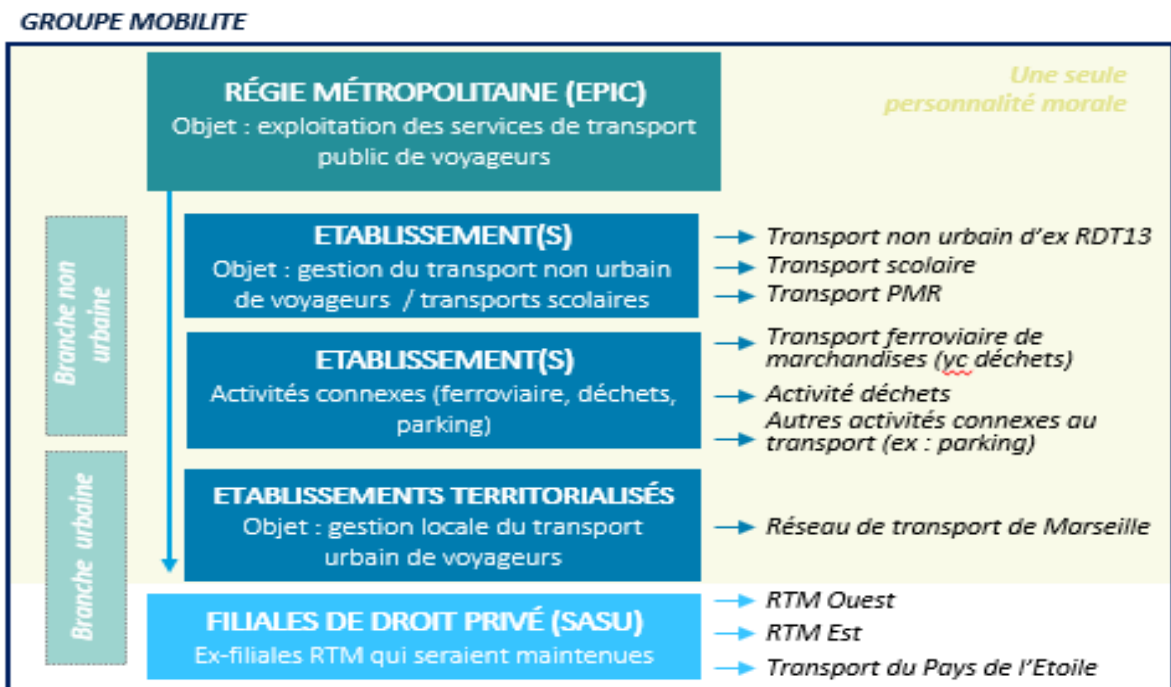 GROUPE MOBILITE
RÉGIE MÉTROPOLITAINE (EPIC)
Objet : exploitation des services de transport
public de voyageurs
Une seule
personnalité morale
Branche non
urbaine
ETABLISSEMENT(S)
Objet : gestion du transport non urbain
de voyageurs / transports scolaires
Transport non urbain d'ex RDT13
Transport scolaire
Transport PMR
ETABLISSEMENT(S)
Activités connexes (ferroviaire, déchets,
parking)
Transport ferroviaire de
marchandises (yc déchets)
Activité déchets
Autres activités connexes au
transport (ex : parking)
Branche urbaine
ETABLISSEMENTS TERRITORIALISÉS
Objet : gestion locale du transport
urbain de voyageurs
Réseau de transport de Marseille
FILIALES DE DROIT PRIVÉ (SASU)
Ex-filiales RTM qui seraient maintenues
RTM Ouest
RTM Est
Transport du Pays de l'Etoile